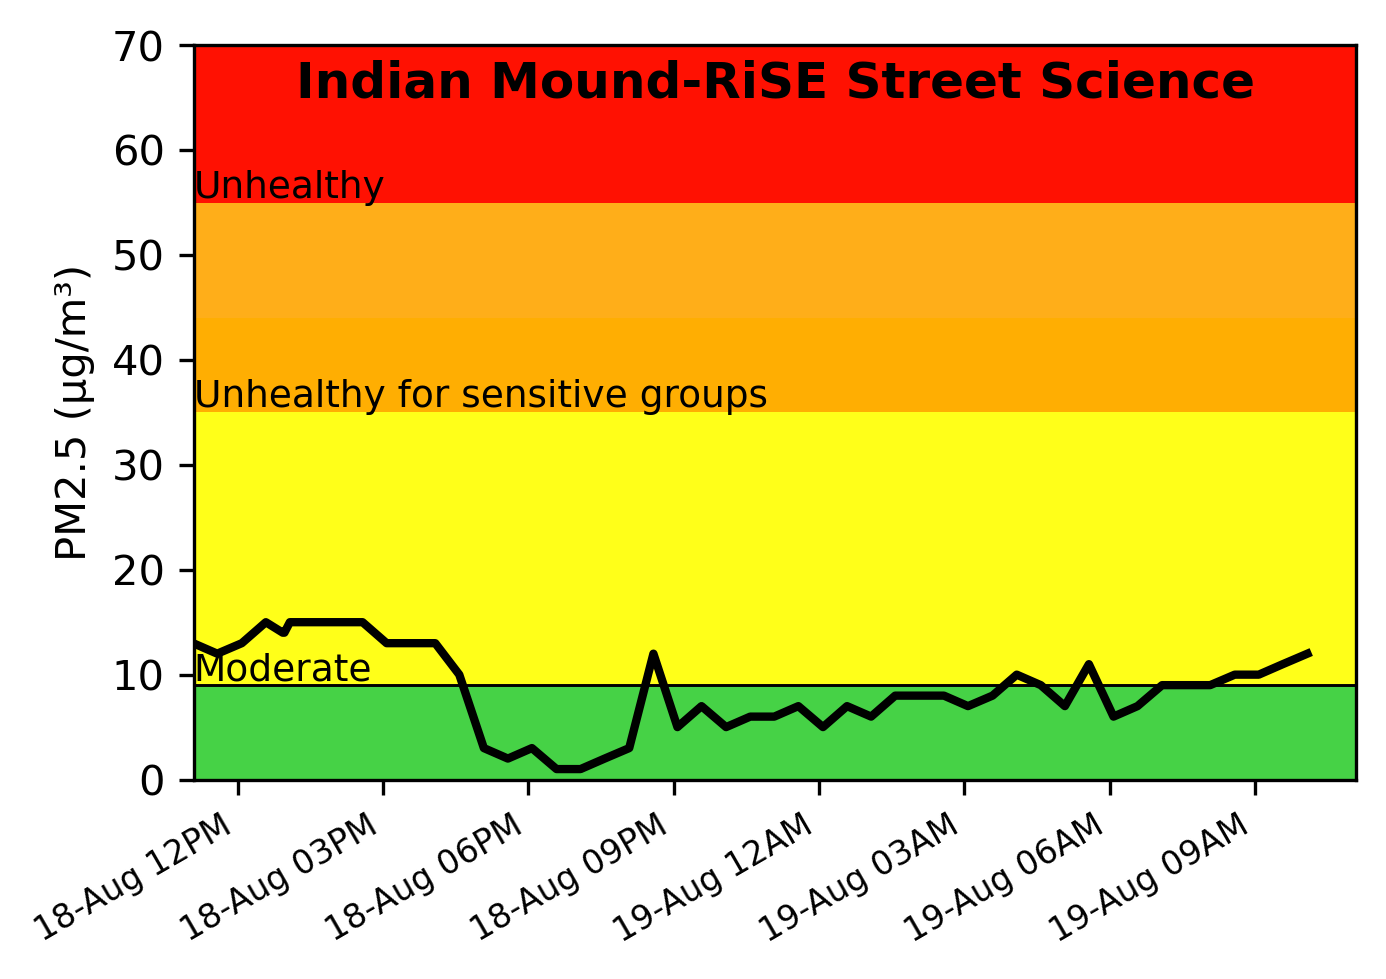 Indian Mound-RiSE Street Science
PM2.5 (µg/m³)
70
60
50
40
30
20
10
0
Unhealthy
Unhealthy for sensitive groups
Moderate
18-Aug 12PM
18-Aug 03PM
18-Aug 06PM
18-Aug 09PM
19-Aug 12AM
19-Aug 03AM
19-Aug 06AM
19-Aug 09AM